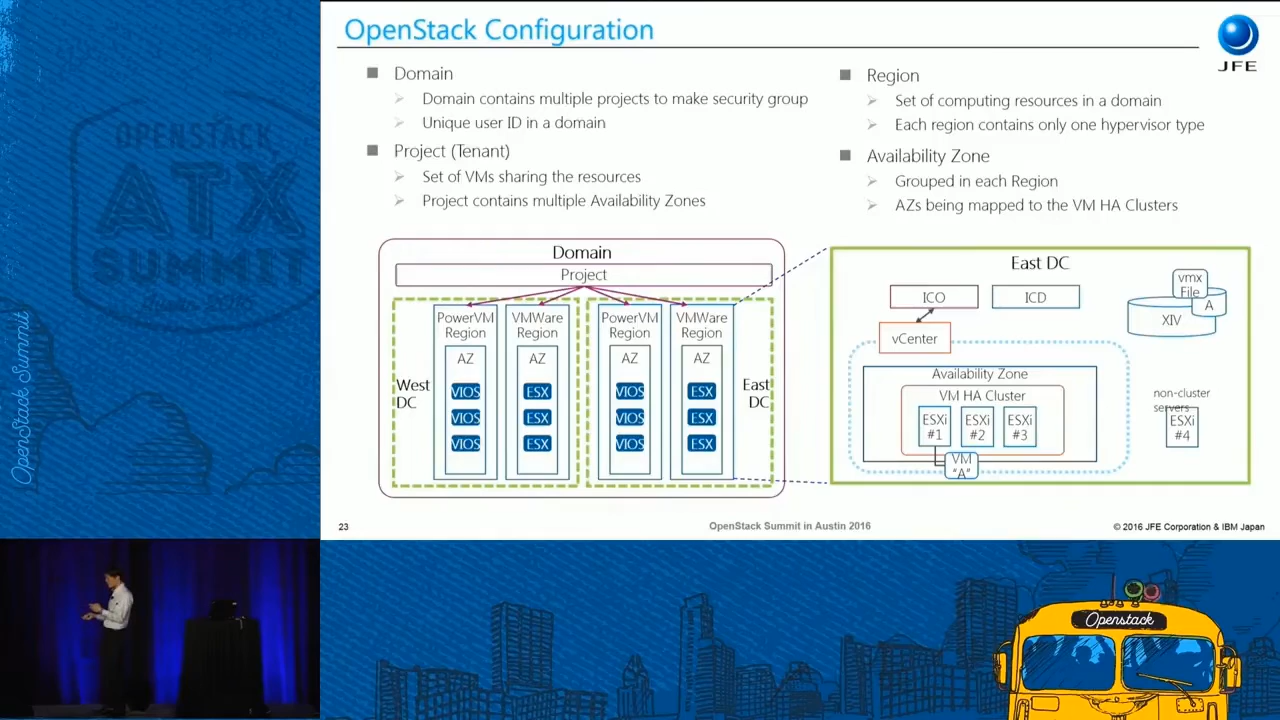 OpenStack Configuration
JFE
Domain
Domain contains multiple projects to make security group
Unique user ID in a domain
Project (Tenant)
Set of VMs sharing the resources
Project contains multiple Availability Zones
Region
Set of computing resources in a domain
Each region contains only one hypervisor type
Availability Zone
Grouped in each Region
AZs being mapped to the VM HA Clusters
Domain
Project
West
DC
PowerVM
Region
AZ
VIOS
VIOS
VIOS
VMWare
Region
AZ
ESX
ESX
ESX
PowerVM
Region
AZ
VIOS
VIOS
VIOS
VMWare
Region
AZ
ESX
ESX
ESX
East
DC
East DC
ICO
ICD
vCenter
vmx
File
A
XIV
Availability Zone
VM HA Cluster
ESXi
#1
ESXi
#2
ESXi
#3
VM
"A"
non-cluster
servers
ESXi
#4
23
OpenStack Summit in Austin 2016
© 2016 JFE Corporation & IBM Japan
OPENSTACK
ATX
SUMMIT
OpenStack Summit
Openstack